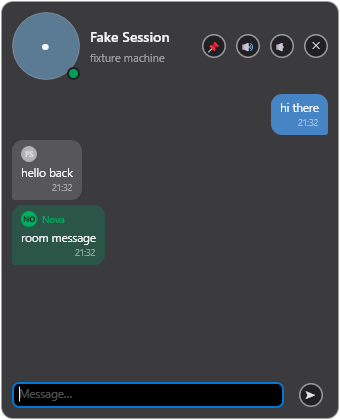 Fake Session
fixture machine
hi there
21:32
PS
hello back
21:32
NO Nova
room message
21:32
Message...